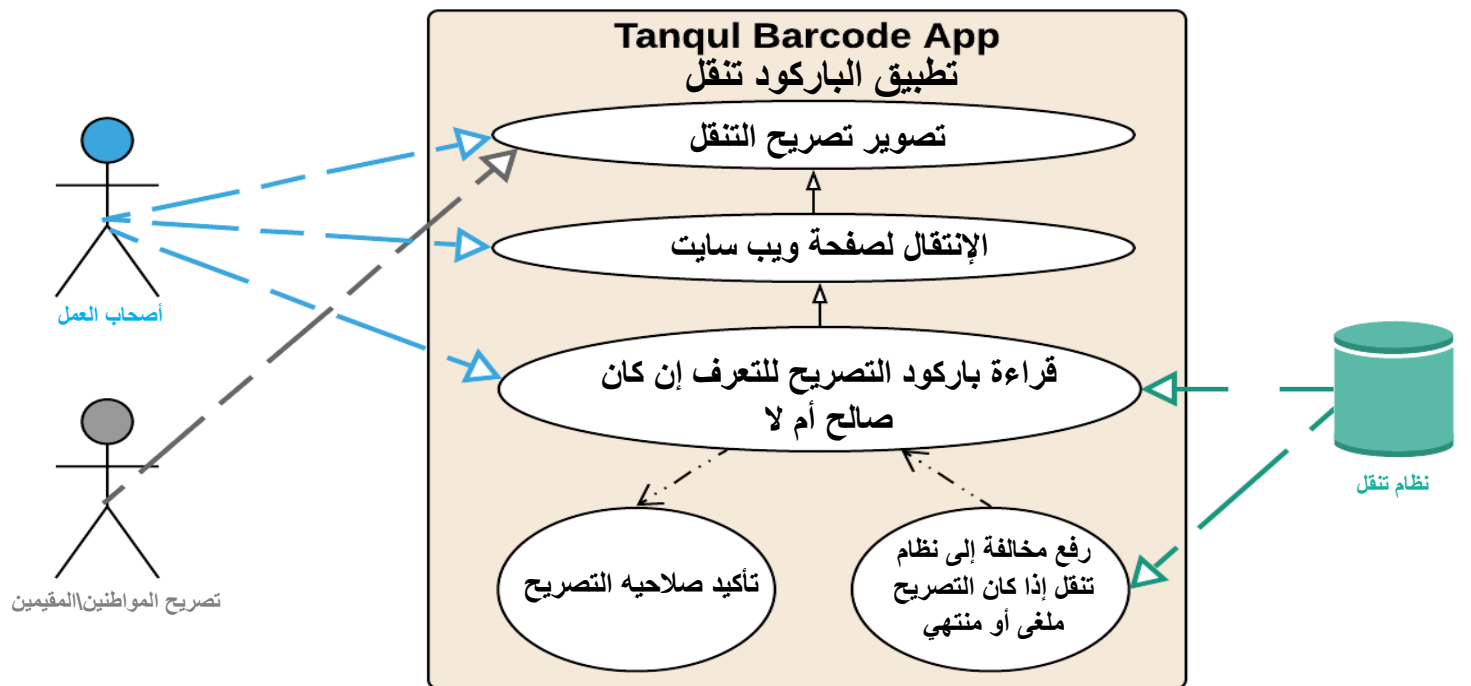 Tanqul Barcode App
تطبيق الباركود تنقل
تصوير تصريح التنقل
الإنتقال لصفحة ويب سايت
قراءة باركود التصريح للتعرف إن كان
صالح أم لا
تأكيد صلاحيه التصريح
رفع مخالفة إلى نظام
تنقل إذا كان التصريح
ملغى أو منتهي
أصحاب العمل
تصريح المواطنين\المقيمين
نظام تنقل